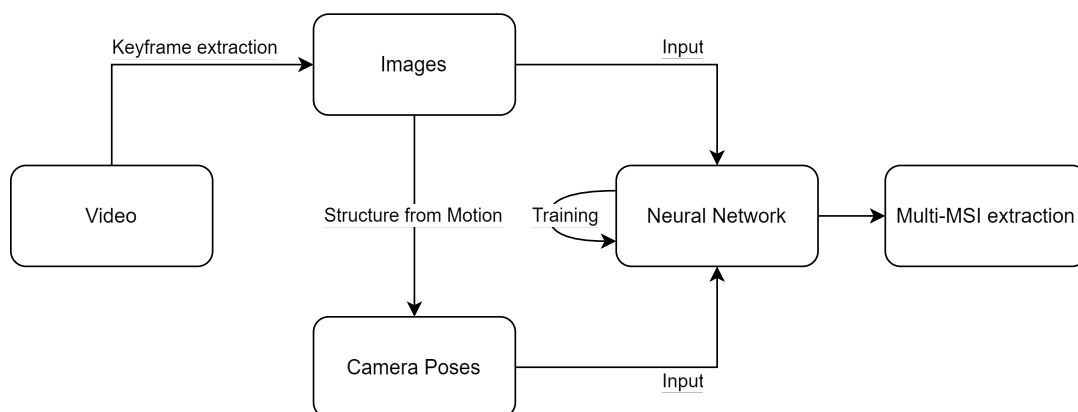 Keyframe extraction
Images
Input
Video
Structure from Motion
Training
Neural Network
Multi-MSI extraction
Camera Poses
Input